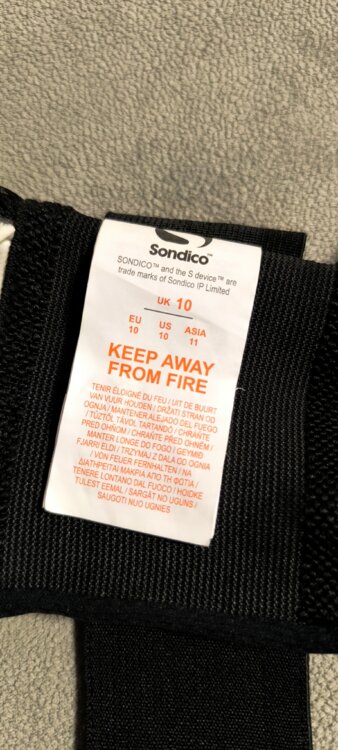 Sondico™
SONDICO™ and the S device™ are
trade marks of Sondico IP Limited
UK 10
EU US ASIA
10 10 11
KEEP AWAY
FROM FIRE
TENIR ÉLOIGNÉ DU FEU / UIT DE BUURT
VAN VUUR HOUDEN / DRŽATI STRAN OD
OGNJA / MANTENER ALEJADO DEL FUEGO
/ TŰZTŐL TÁVOL TARTANDÓ / CHRAŇTE
PRED OHŇOM / CHRAŇTE PŘED OHNĚM /
MANTER LONGE DO FOGO / GEYMIÐ
FJARRI ELDI / TRZYMAJ Z DALA OD OGNIA
/ VON FEUER FERNHALTEN / ΝΑ
ΔΙΑΤΗΡΕΙΤΑΙ ΜΑΚΡΙΑ ΑΠΟ ΤΗ ΦΩΤΙΑ /
TENERE LONTANO DAL FUOCO / HOIDKE
TULEST EEMAL / SARGĀT NO UGUNS /
SAUGOTI NUO UGNIES